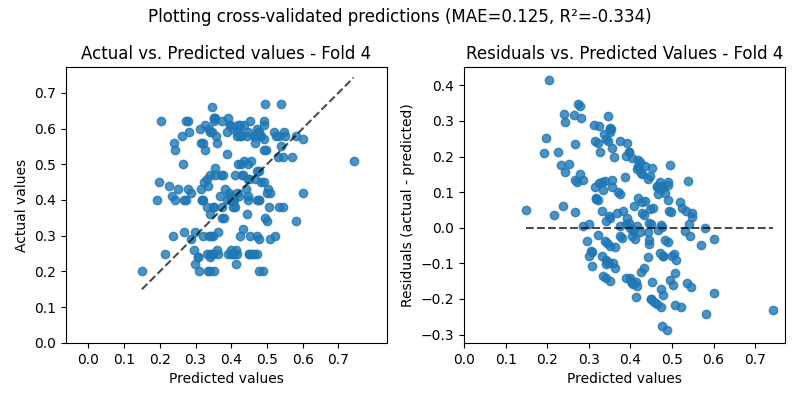 Plotting cross-validated predictions (MAE=0.125, R²=-0.334)
Actual vs. Predicted values - Fold 4
Actual values
0.7
0.6
0.5
0.4
0.3
0.2
0.1
0.0
0.0 0.1 0.2 0.3 0.4 0.5 0.6 0.7
Predicted values
Residuals vs. Predicted Values - Fold 4
Residuals (actual - predicted)
0.4
0.3
0.2
0.1
0.0
−0.1
−0.2
−0.3
0.0 0.1 0.2 0.3 0.4 0.5 0.6 0.7
Predicted values